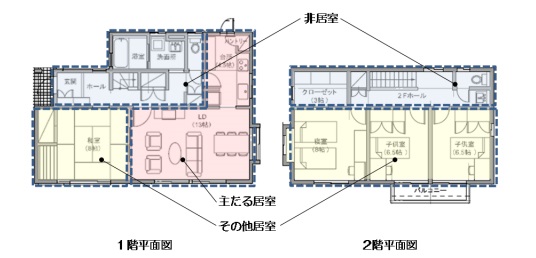 非居室
浴室
洗面所
パントリー
台所
玄関
ホール
和室
(8帖)
LD
(13帖)
クローゼット
(3帖)
2Fホール
寝室
(8帖)
子供室
(6.5帖)
子供室
(6.5帖)
バルコニー
主たる居室
その他居室
1階平面図
2階平面図